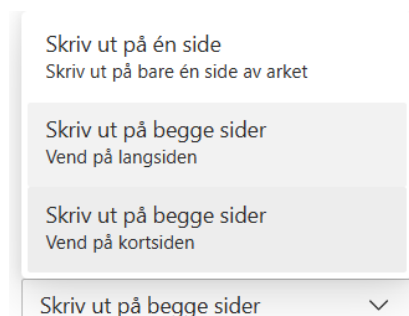 Skriv ut på én side
Skriv ut på bare én side av arket
Skriv ut på begge sider
Vend på langsiden
Skriv ut på begge sider
Vend på kortsiden
Skriv ut på begge sider